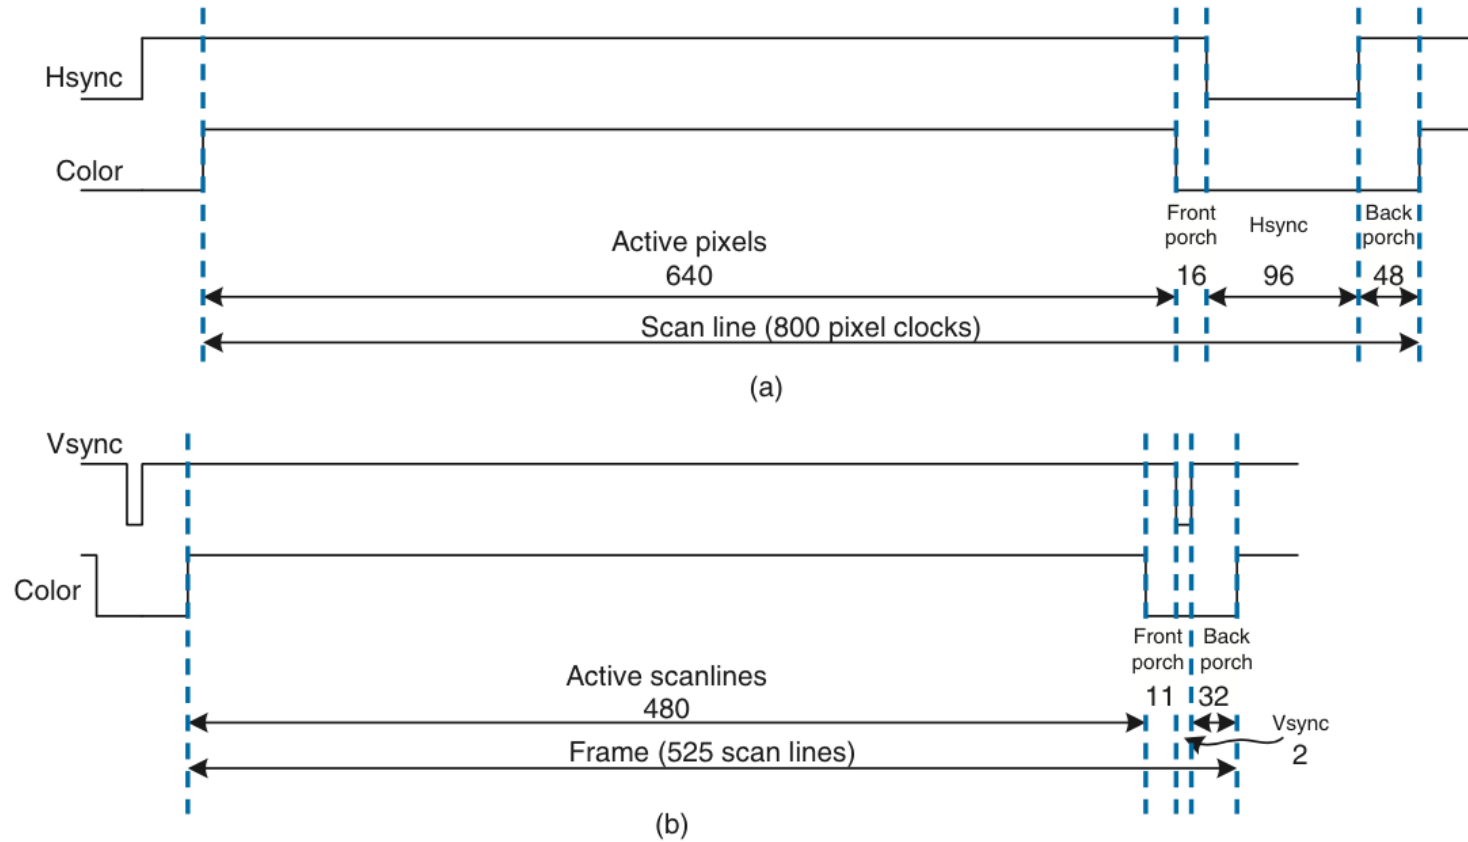 Hsync
Color
Front
porch
Hsync
Back
porch
Active pixels
640
16
96
48
Scan line (800 pixel clocks)
(a)
Vsync
Color
Front
porch
Back
porch
Active scanlines
480
11
32
Vsync
2
Frame (525 scan lines)
(b)